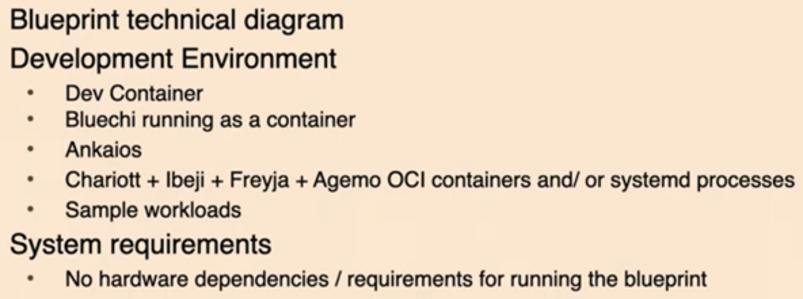 Blueprint technical diagram
Development Environment
• Dev Container
• Bluechi running as a container
• Ankaios
• Chariott + Ibeji + Freyja + Agemo OCI containers and/ or systemd processes
• Sample workloads
System requirements
• No hardware dependencies / requirements for running the blueprint